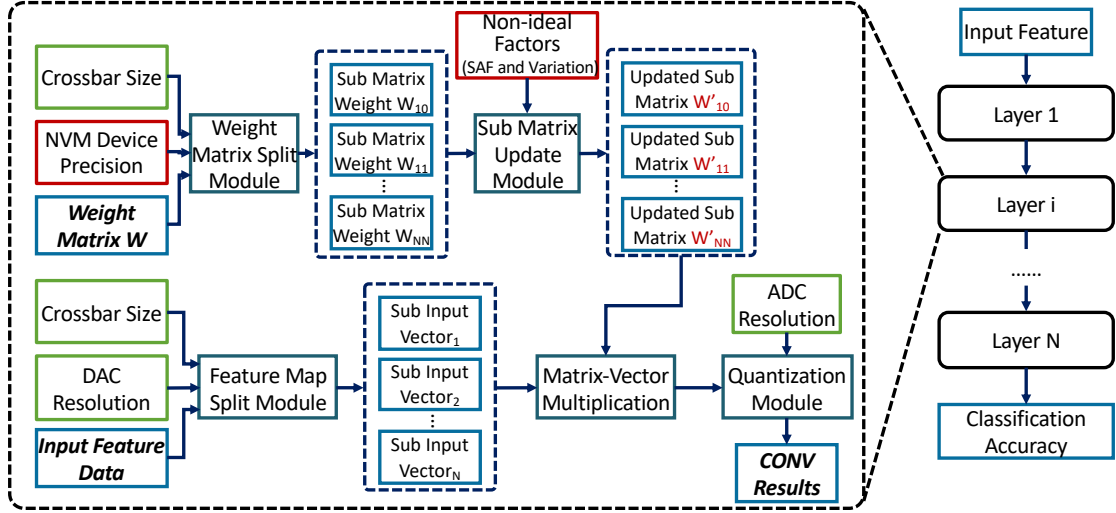 Crossbar Size
NVM Device
Precision
Weight
Matrix W
Weight
Matrix Split
Module
Sub Matrix
Weight W10
Sub Matrix
Weight W11
...
Sub Matrix
Weight WNN
Non-ideal
Factors
(SAF and Variation)
Sub Matrix
Update
Module
Updated Sub
Matrix W'10
Updated Sub
Matrix W'11
...
Updated Sub
Matrix W'NN
Crossbar Size
DAC
Resolution
Input Feature
Data
Feature Map
Split Module
Sub Input
Vector1
Sub Input
Vector2
...
Sub Input
VectorN
Matrix-Vector
Multiplication
ADC
Resolution
Quantization
Module
CONV
Results
Input Feature
Layer 1
Layer i
......
Layer N
Classification
Accuracy